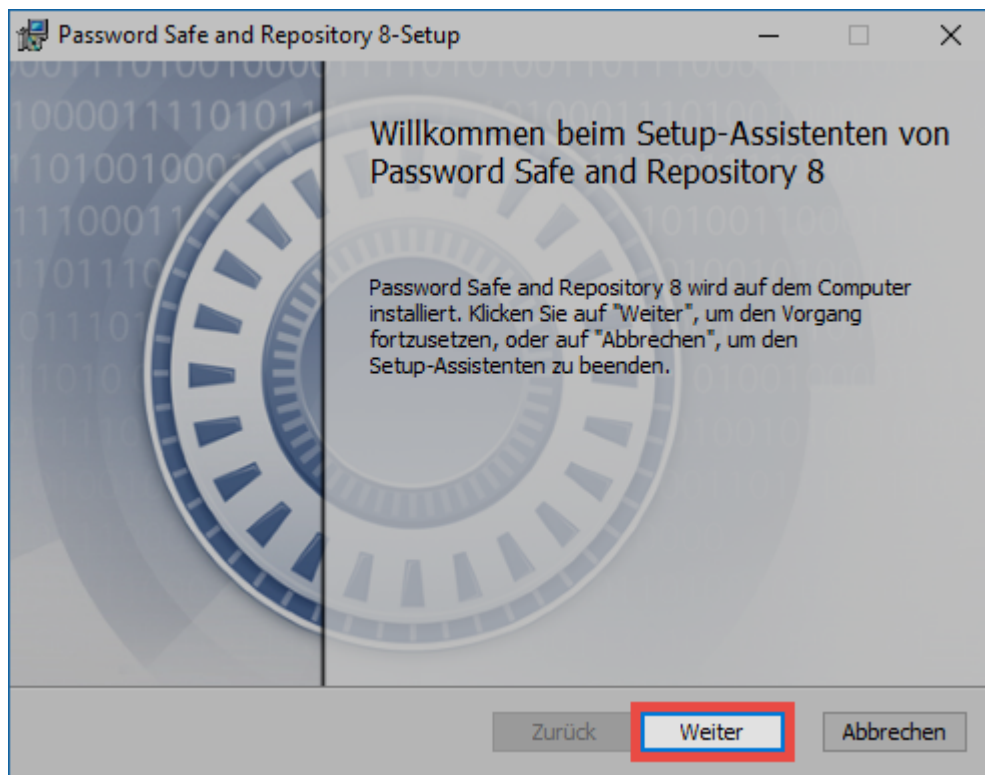 Password Safe and Repository 8-Setup
Willkommen beim Setup-Assistenten von
Password Safe and Repository 8
Password Safe and Repository 8 wird auf dem Computer
installiert. Klicken Sie auf "Weiter", um den Vorgang
fortzusetzen, oder auf "Abbrechen", um den
Setup-Assistenten zu beenden.
Zurück Weiter Abbrechen